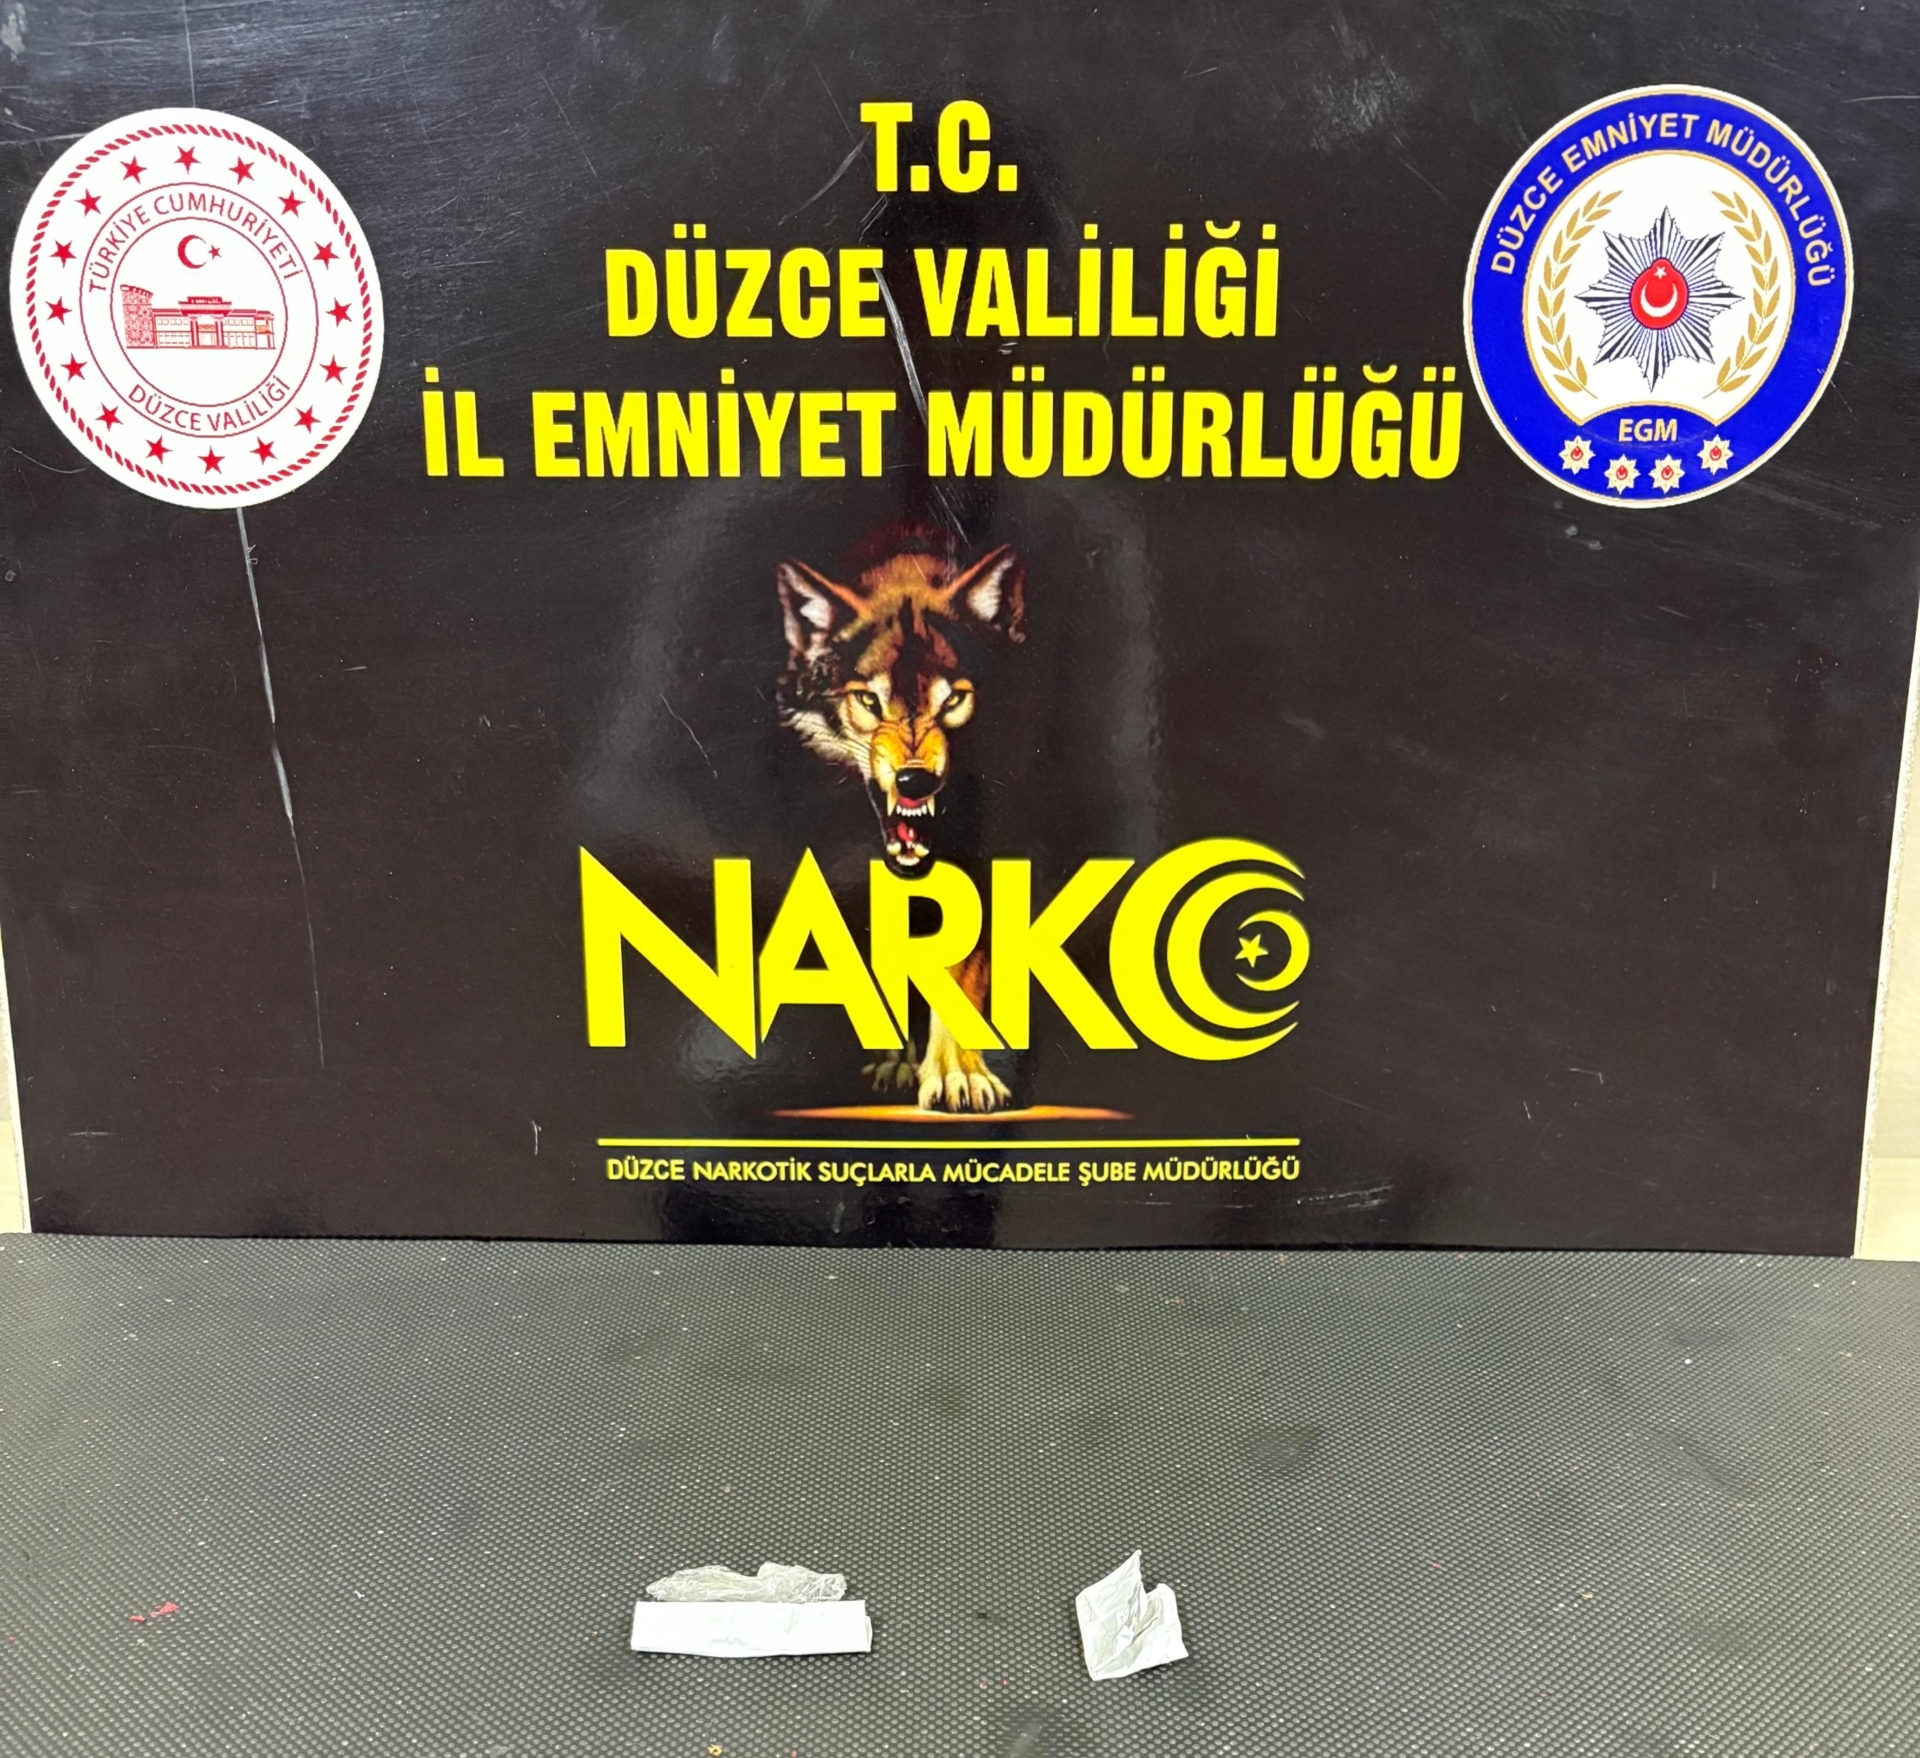 T.C.
DÜZCE VALİLİĞİ
İL EMNİYET MÜDÜRLÜĞÜ
TÜRKİYE CUMHURİYETİ
DÜZCE VALİLİĞİ
DÜZCE EMNİYET MÜDÜRLÜĞÜ
EGM
NARKO
DÜZCE NARKOTİK SUÇLARLA MÜCADELE ŞUBE MÜDÜRLÜĞÜ